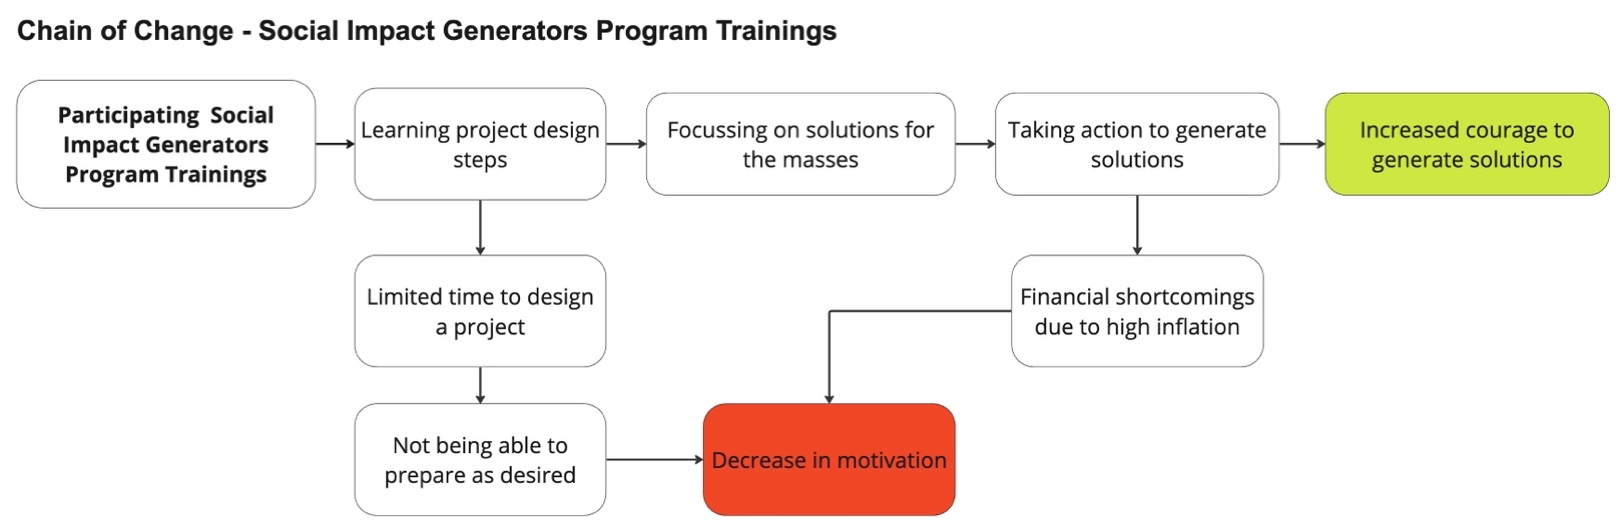 Chain of Change - Social Impact Generators Program Trainings
Participating Social
Impact Generators
Program Trainings
Learning project design
steps
Focussing on solutions for
the masses
Taking action to generate
solutions
Increased courage to
generate solutions
Limited time to design
a project
Financial shortcomings
due to high inflation
Not being able to
prepare as desired
Decrease in motivation